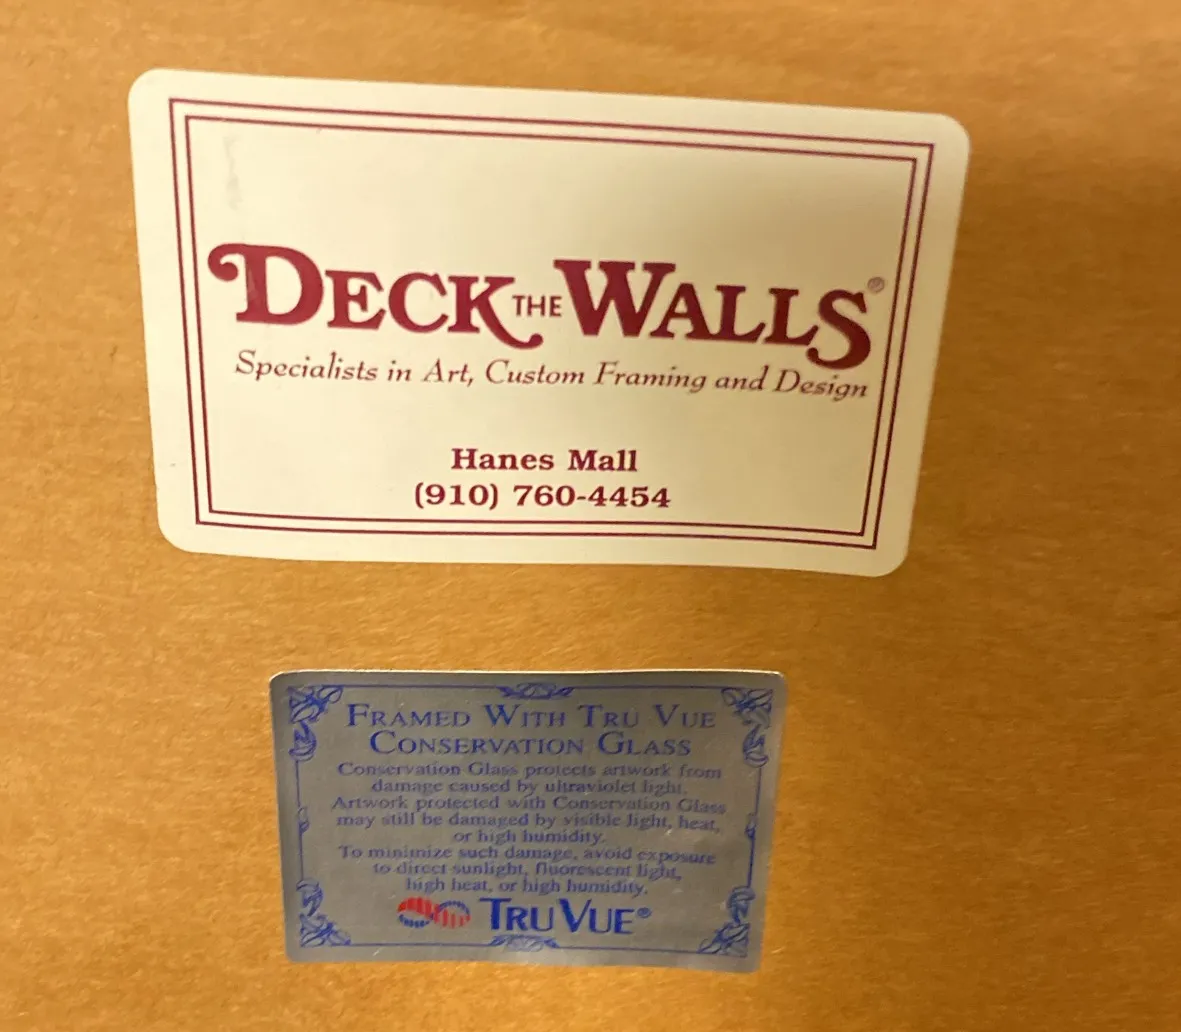 DECK THE WALLS®
Specialists in Art, Custom Framing and Design
Hanes Mall
(910) 760-4454
FRAMED WITH TRU VUE
CONSERVATION GLASS
Conservation Glass protects artwork from
damage caused by ultraviolet light.
Artwork protected with Conservation Glass
may still be damaged by visible light, heat,
or high humidity.
To minimize such damage, avoid exposure
to direct sunlight, fluorescent light,
high heat, or high humidity.
TRU VUE®